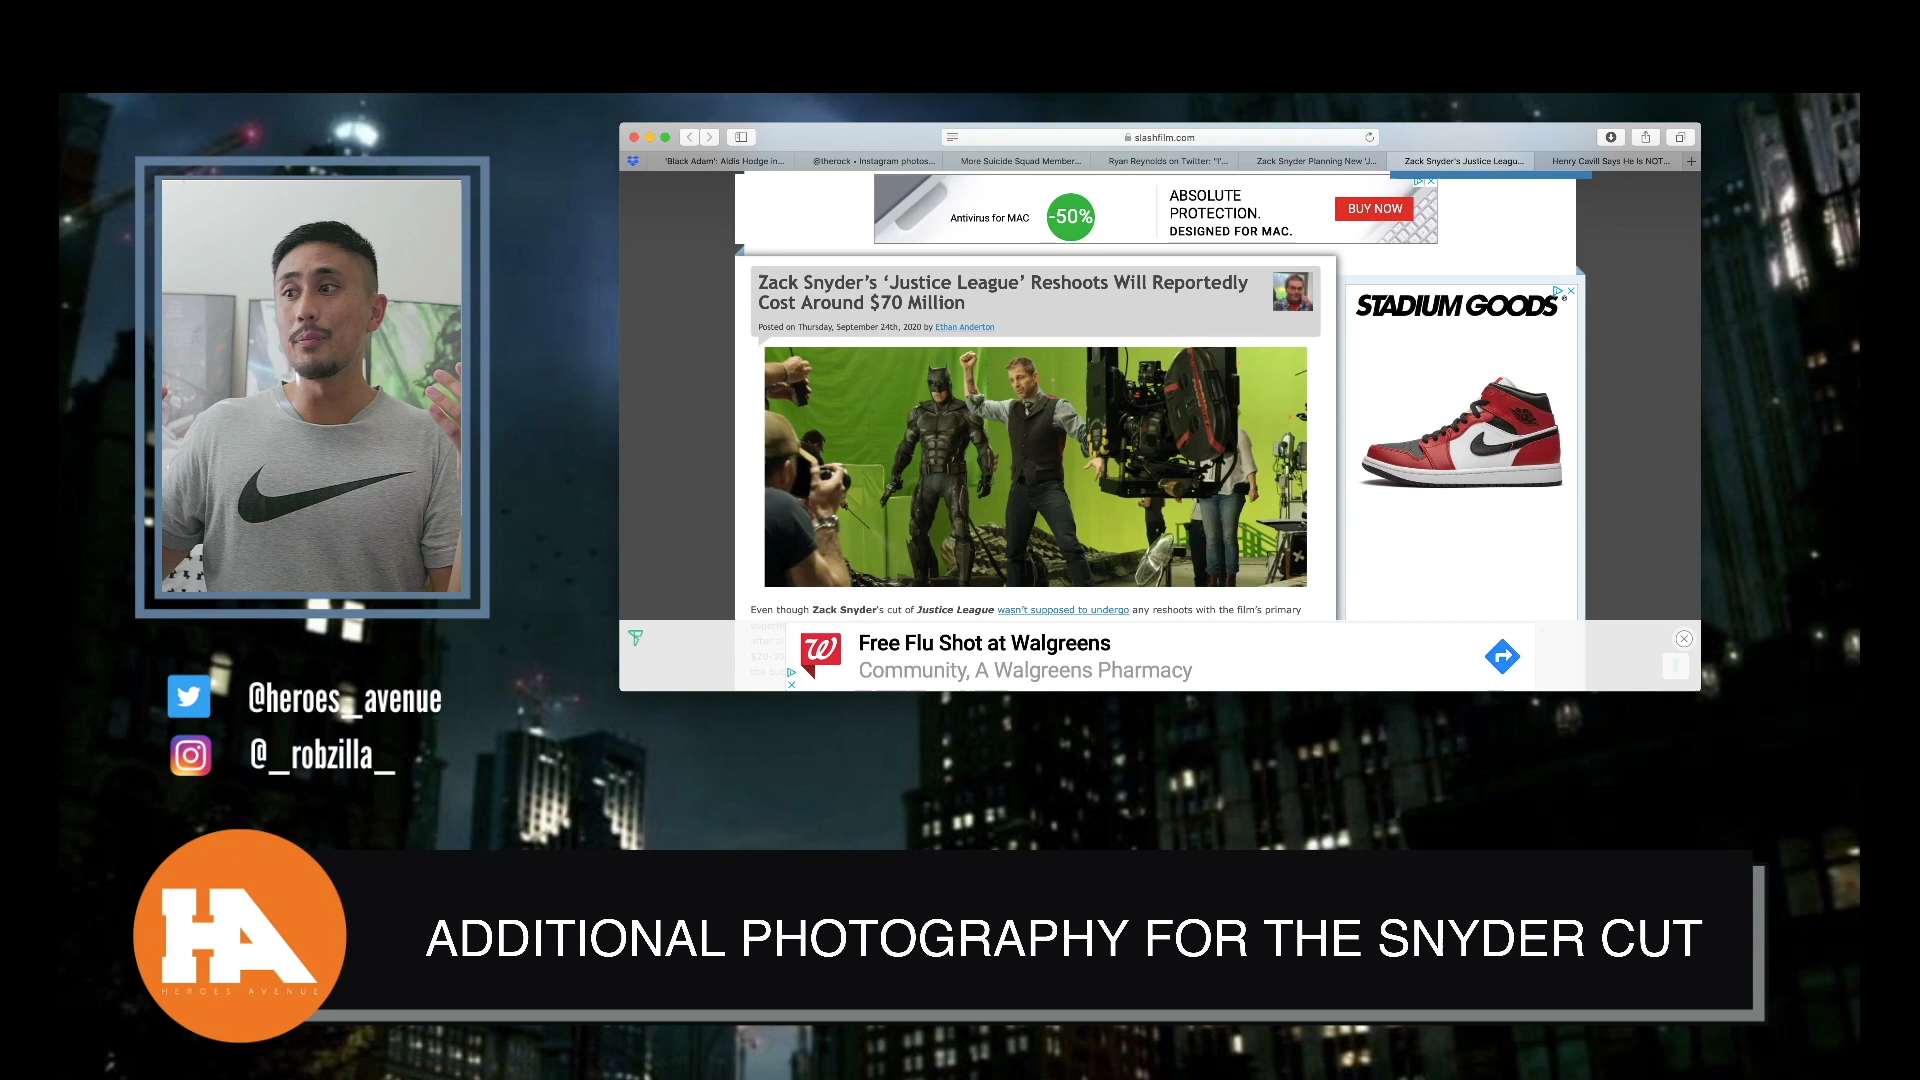 slashfilm.com
'Black Adam': Aldis Hodge in...
@therock • Instagram photos...
More Suicide Squad Member...
Ryan Reynolds on Twitter: "I'...
Zack Snyder Planning New 'J...
Zack Snyder's Justice Leagu...
Henry Cavill Says He Is NOT...
Antivirus for MAC
-50%
ABSOLUTE
PROTECTION.
DESIGNED FOR MAC.
BUY NOW
Zack Snyder's 'Justice League' Reshoots Will Reportedly
Cost Around $70 Million
Posted on Thursday, September 24th, 2020 by Ethan Anderton
STADIUM GOODS®
Even though Zack Snyder's cut of Justice League wasn't supposed to undergo any reshoots with the film's primary
Free Flu Shot at Walgreens
Community, A Walgreens Pharmacy
@heroes_avenue
@_robzilla_
HA
HEROES AVENUE
ADDITIONAL PHOTOGRAPHY FOR THE SNYDER CUT